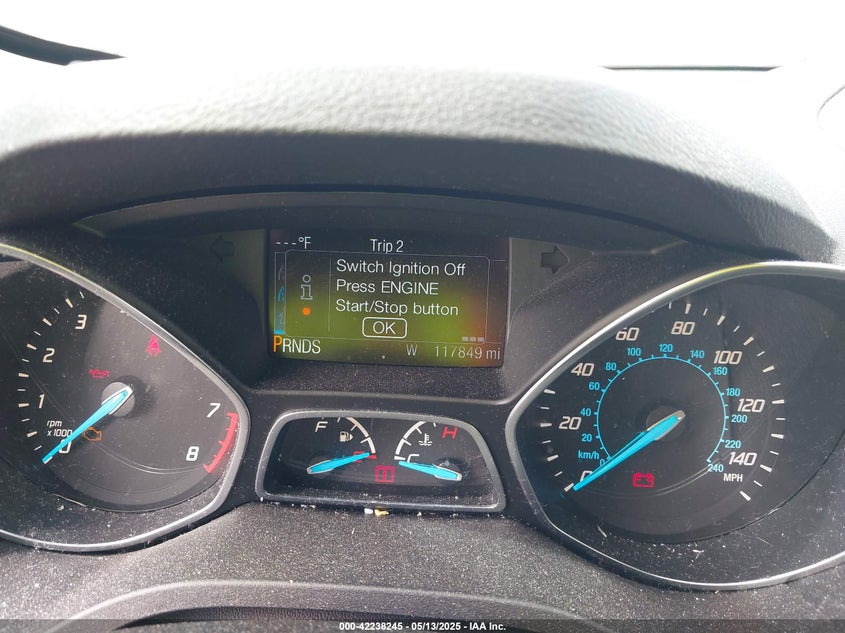 ---°F Trip 2
Switch Ignition Off
Press ENGINE
Start/Stop button
OK
PRNDS W 117849 mi
0 1 2 3 7 8
rpm
x1000
F
H
C
0 20 40 60 80 100 120 140
MPH
0 20 40 60 80 100 120 140 160 180 200 220 240
km/h
000-42238245 - 05/13/2025 - IAA Inc.